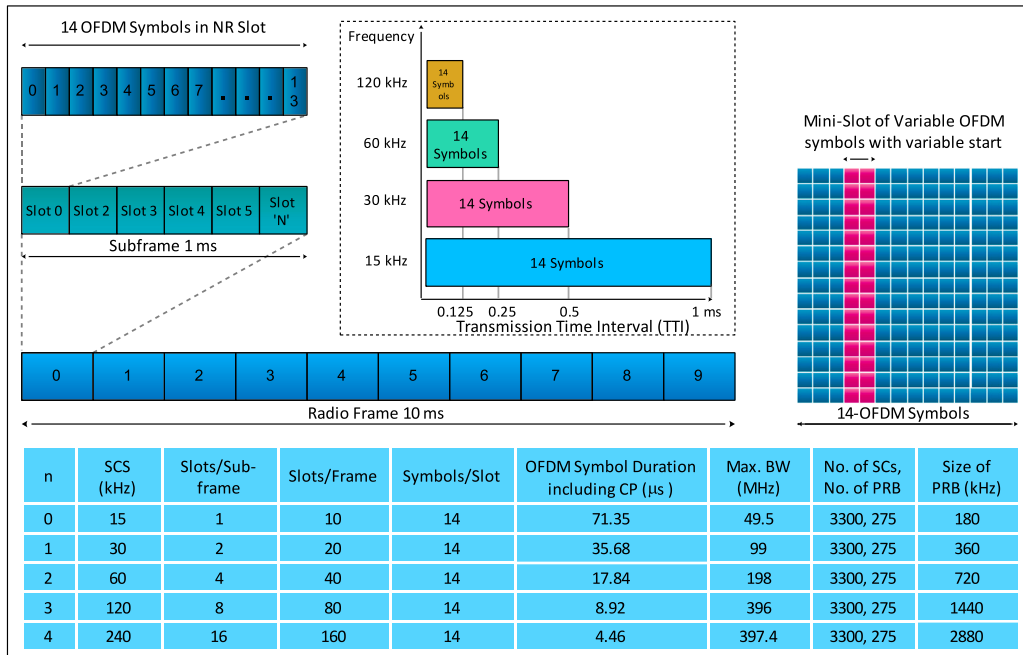 14 OFDM Symbols in NR Slot
0 1 2 3 4 5 6 7 . . . 13
Slot 0 Slot 2 Slot 3 Slot 4 Slot 5 Slot 'N'
Subframe 1 ms
Frequency
120 kHz
14 Symb ols
60 kHz
14 Symbols
30 kHz
14 Symbols
15 kHz
14 Symbols
0.125 0.25 0.5 1 ms
Transmission Time Interval (TTI)
Mini-Slot of Variable OFDM
symbols with variable start
14-OFDM Symbols
0 1 2 3 4 5 6 7 8 9
Radio Frame 10 ms
n SCS (kHz) Slots/Sub-frame Slots/Frame Symbols/Slot OFDM Symbol Duration including CP (μs ) Max. BW (MHz) No. of SCs, No. of PRB Size of PRB (kHz)
0 15 1 10 14 71.35 49.5 3300, 275 180
1 30 2 20 14 35.68 99 3300, 275 360
2 60 4 40 14 17.84 198 3300, 275 720
3 120 8 80 14 8.92 396 3300, 275 1440
4 240 16 160 14 4.46 397.4 3300, 275 2880